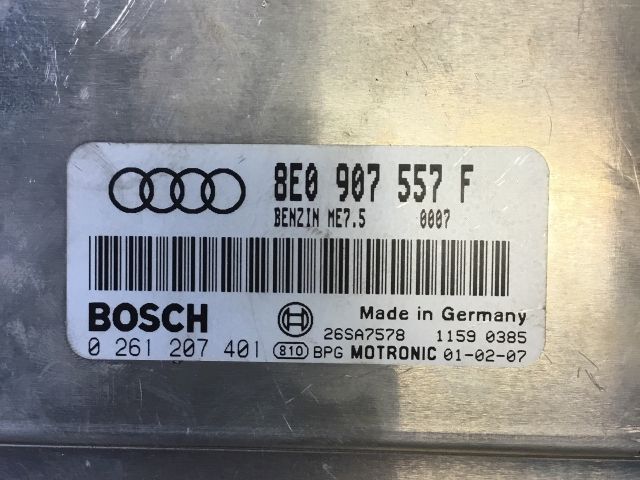 8E0 907 557 F
BENZIN ME7.5 0007
BOSCH Made in Germany
26SA7578 1159 0385
0 261 207 401 810 BPG MOTRONIC 01-02-07